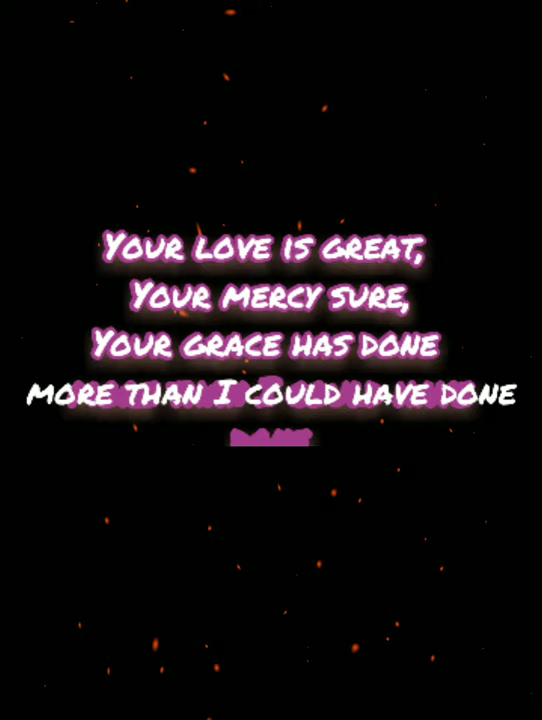 Your love is great,
Your mercy sure,
Your grace has done
more than I could have done